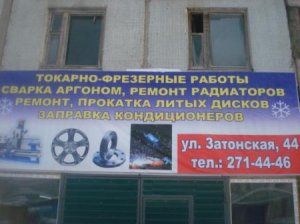 ТОКАРНО-ФРЕЗЕРНЫЕ РАБОТЫ
СВАРКА АРГОНОМ, РЕМОНТ РАДИАТОРОВ
РЕМОНТ, ПРОКАТКА ЛИТЫХ ДИСКОВ
ЗАПРАВКА КОНДИЦИОНЕРОВ
ул. Затонская, 44
тел.: 271-44-46